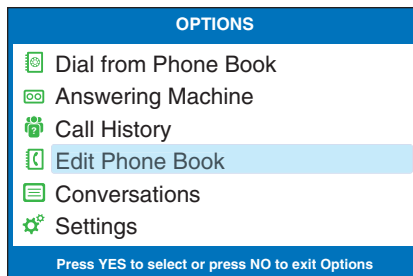 OPTIONS
Dial from Phone Book
Answering Machine
Call History
Edit Phone Book
Conversations
Settings
Press YES to select or press NO to exit Options